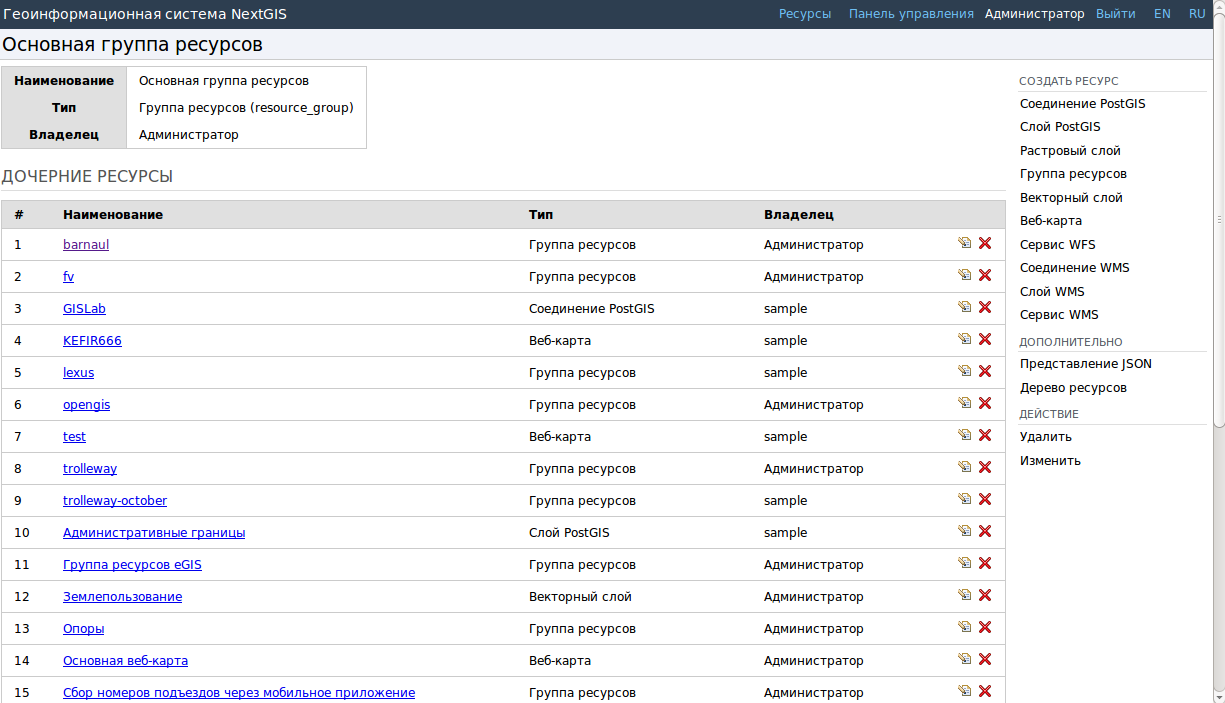 Геоинформационная система NextGIS Ресурсы Панель управления Администратор Выйти EN RU
Основная группа ресурсов
Наименование Основная группа ресурсов
Тип Группа ресурсов (resource_group)
Владелец Администратор
ДОЧЕРНИЕ РЕСУРСЫ
# Наименование Тип Владелец
1 barnaul Группа ресурсов Администратор
2 fv Группа ресурсов Администратор
3 GISLab Соединение PostGIS sample
4 KEFIR666 Веб-карта sample
5 lexus Группа ресурсов sample
6 opengis Группа ресурсов Администратор
7 test Веб-карта sample
8 trolleway Группа ресурсов Администратор
9 trolleway-october Группа ресурсов sample
10 Административные границы Слой PostGIS sample
11 Группа ресурсов eGIS Группа ресурсов Администратор
12 Землепользование Векторный слой Администратор
13 Опоры Группа ресурсов Администратор
14 Основная веб-карта Веб-карта Администратор
15 Сбор номеров подъездов через мобильное приложение Группа ресурсов Администратор
СОЗДАТЬ РЕСУРС
Соединение PostGIS
Слой PostGIS
Растровый слой
Группа ресурсов
Векторный слой
Веб-карта
Сервис WFS
Соединение WMS
Слой WMS
Сервис WMS
ДОПОЛНИТЕЛЬНО
Представление JSON
Дерево ресурсов
ДЕЙСТВИЕ
Удалить
Изменить